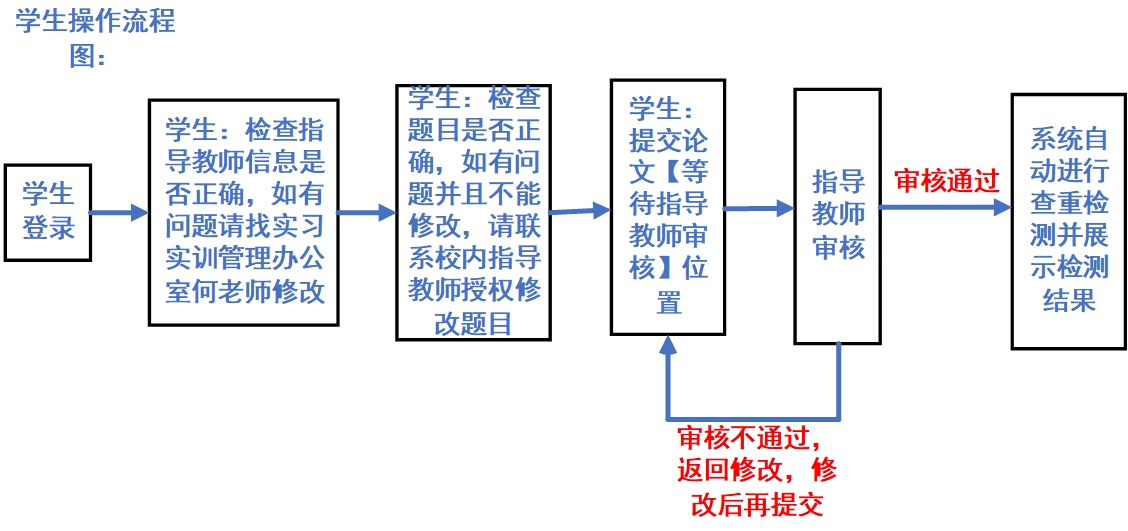 学生操作流程
图：
学生
登录
学生：检查指
导教师信息是
否正确，如有
问题请找实习
实训管理办公
室何老师修改
学生：检查
题目是否正
确，如有问
题并且不能
修改，请联
系校内指导
教师授权修
改题目
学生：
提交论
文【等
待指导
教师审
核】位
置
指导
教师
审核
审核通过
系统自
动进行
查重检
测并展
示检测
结果
审核不通过，
返回修改，修
改后再提交